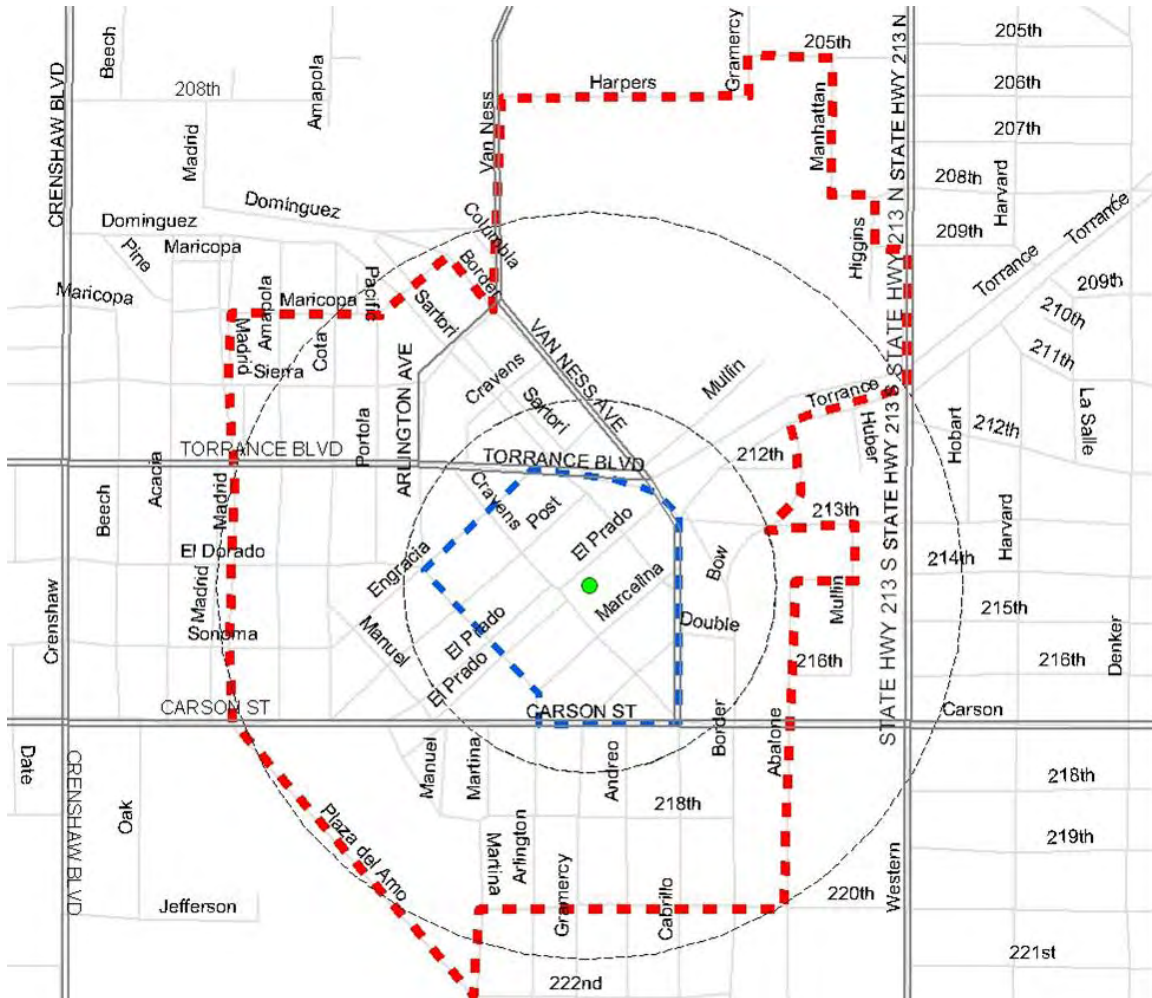 205th
205th
Beech
CRENSHAW BLVD
Amapola
208th
Madrid
Van Ness
Harpers
Gramercy
Manhattan
STATE HWY 213 N
206th
207th
208th
Harvard
209th
Torrance
Torrance
209th
210th
211th
La Salle
Dominguez
Dominguez
Pine
Maricopa
Maricopa
Maricopa
Columbia
Border
Pacific
Sartori
Amapola
Madrid
Cota
Sierra
Higgins
STATE HWY 213 N
STATE HWY 213 S
ARLINGTON AVE
VAN NESS AVE
Cravens
Sartori
Mullin
Torrance
Huber
Hobart
212th
TORRANCE BLVD
Portola
TORRANCE BLVD
212th
Acacia
Beech
Madrid
Cravens
Post
El Prado
213th
STATE HWY 213 S
Harvard
214th
El Dorado
Engracia
Marcelina
Bow
Mullin
215th
Crenshaw
Madrid
Sonoma
Manuel
El Prado
El Prado
Double
216th
216th
Denker
STATE HWY 213 S
CARSON ST
CARSON ST
Border
Abalone
Carson
Date
CRENSHAW BLVD
Oak
Manuel
Martina
Andreo
218th
218th
Plaza del Amo
Martina
Arlington
219th
Jefferson
Gramercy
Cabrillo
220th
Western
221st
222nd